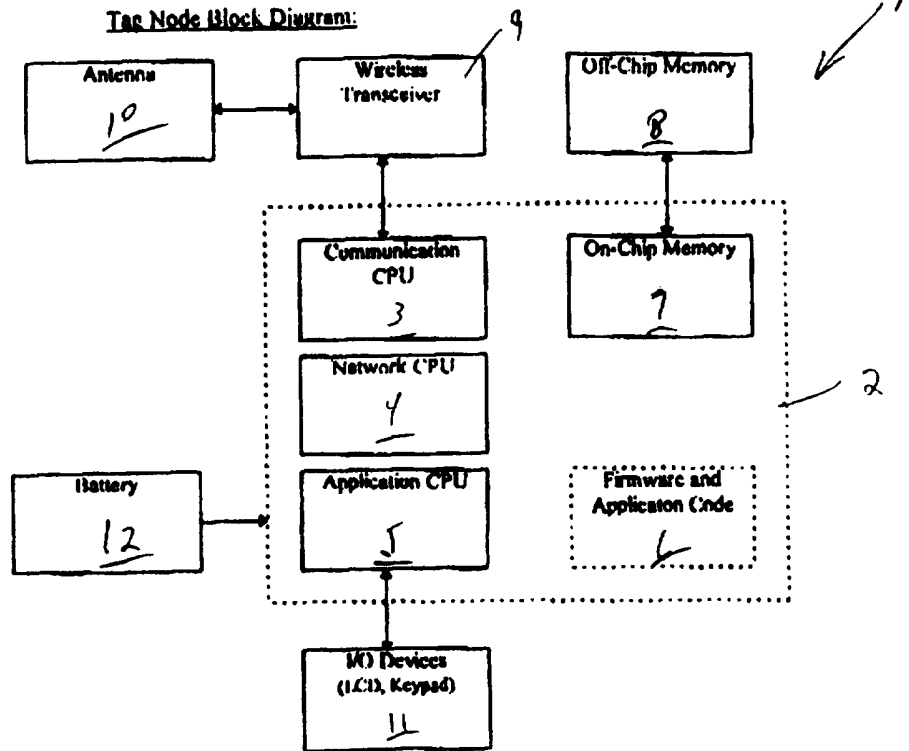 Tag Node Block Diagram:
9
Antenna
10
Wireless
Transceiver
Off-Chip Memory
8
Communication
CPU
3
On-Chip Memory
7
Network CPU
4
2
Battery
12
Application CPU
5
Firmware and
Applicaton Code
6
I/O Devices
(LCD, Keypad)
11